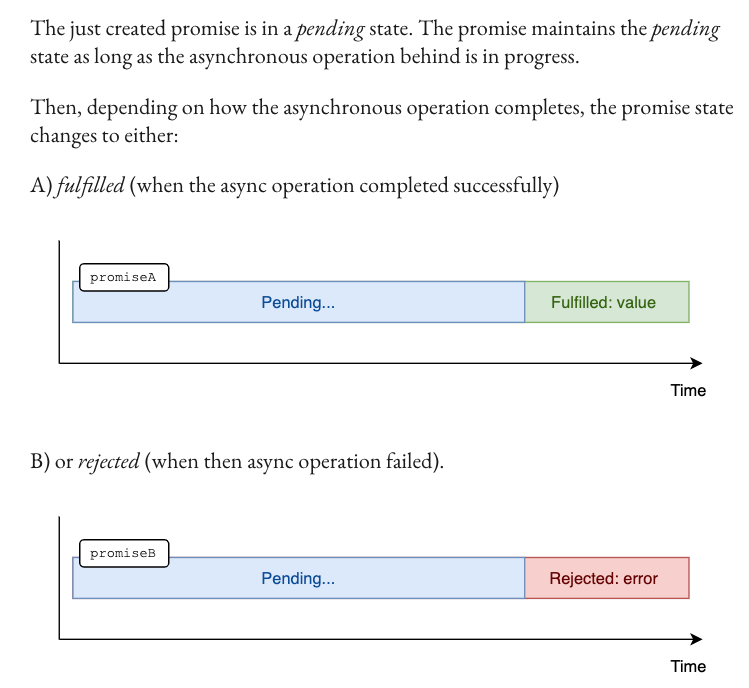 The just created promise is in a pending state. The promise maintains the pending
state as long as the asynchronous operation behind is in progress.
Then, depending on how the asynchronous operation completes, the promise state
changes to either:
A) fulfilled (when the async operation completed successfully)
promiseA
Pending...
Fulfilled: value
Time
B) or rejected (when then async operation failed).
promiseB
Pending...
Rejected: error
Time